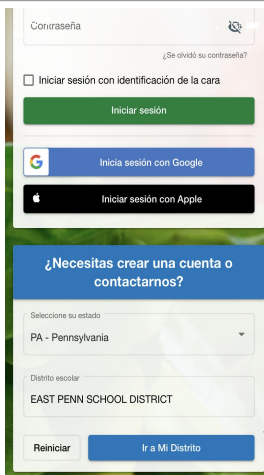 Contraseña
¿Se olvidó su contraseña?
Iniciar sesión con identificación de la cara
Iniciar sesión
Inicia sesión con Google
Iniciar sesión con Apple
¿Necesitas crear una cuenta o
contactarnos?
Seleccione su estado
PA - Pennsylvania
Distrito escolar
EAST PENN SCHOOL DISTRICT
Reiniciar
Ir a Mi Distrito